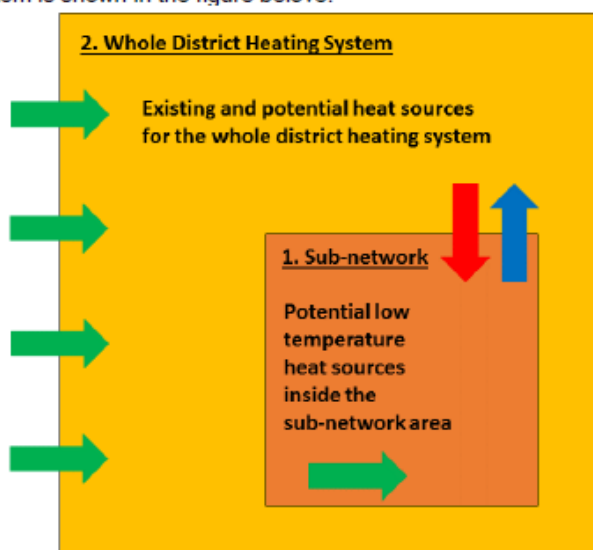 2. Whole District Heating System
Existing and potential heat sources
for the whole district heating system
1. Sub-network
Potential low
temperature
heat sources
inside the
sub-network area